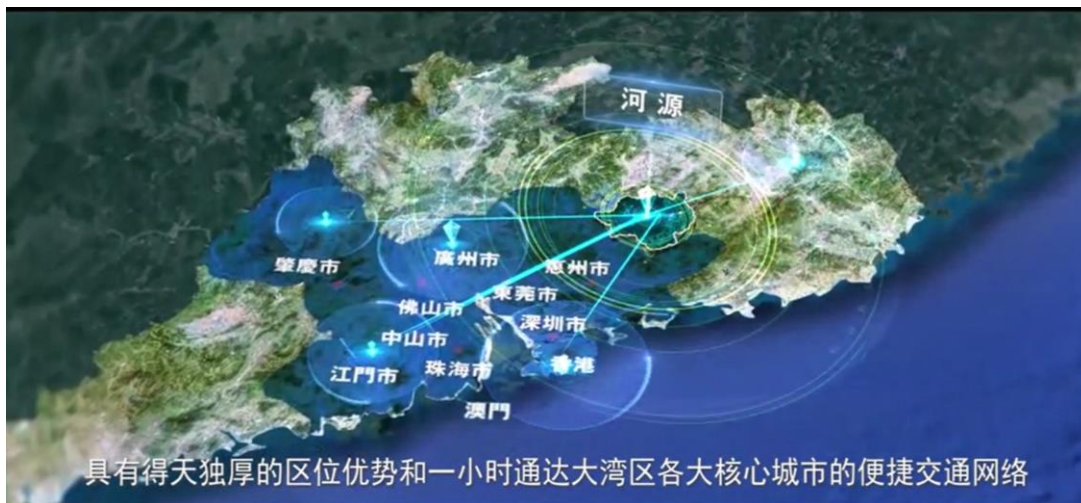 河源
肇慶市
廣州市
惠州市
東莞市
佛山市
深圳市
中山市
江門市
珠海市
香港
澳門
具有得天独厚的区位优势和一小时通达大湾区各大核心城市的便捷交通网络